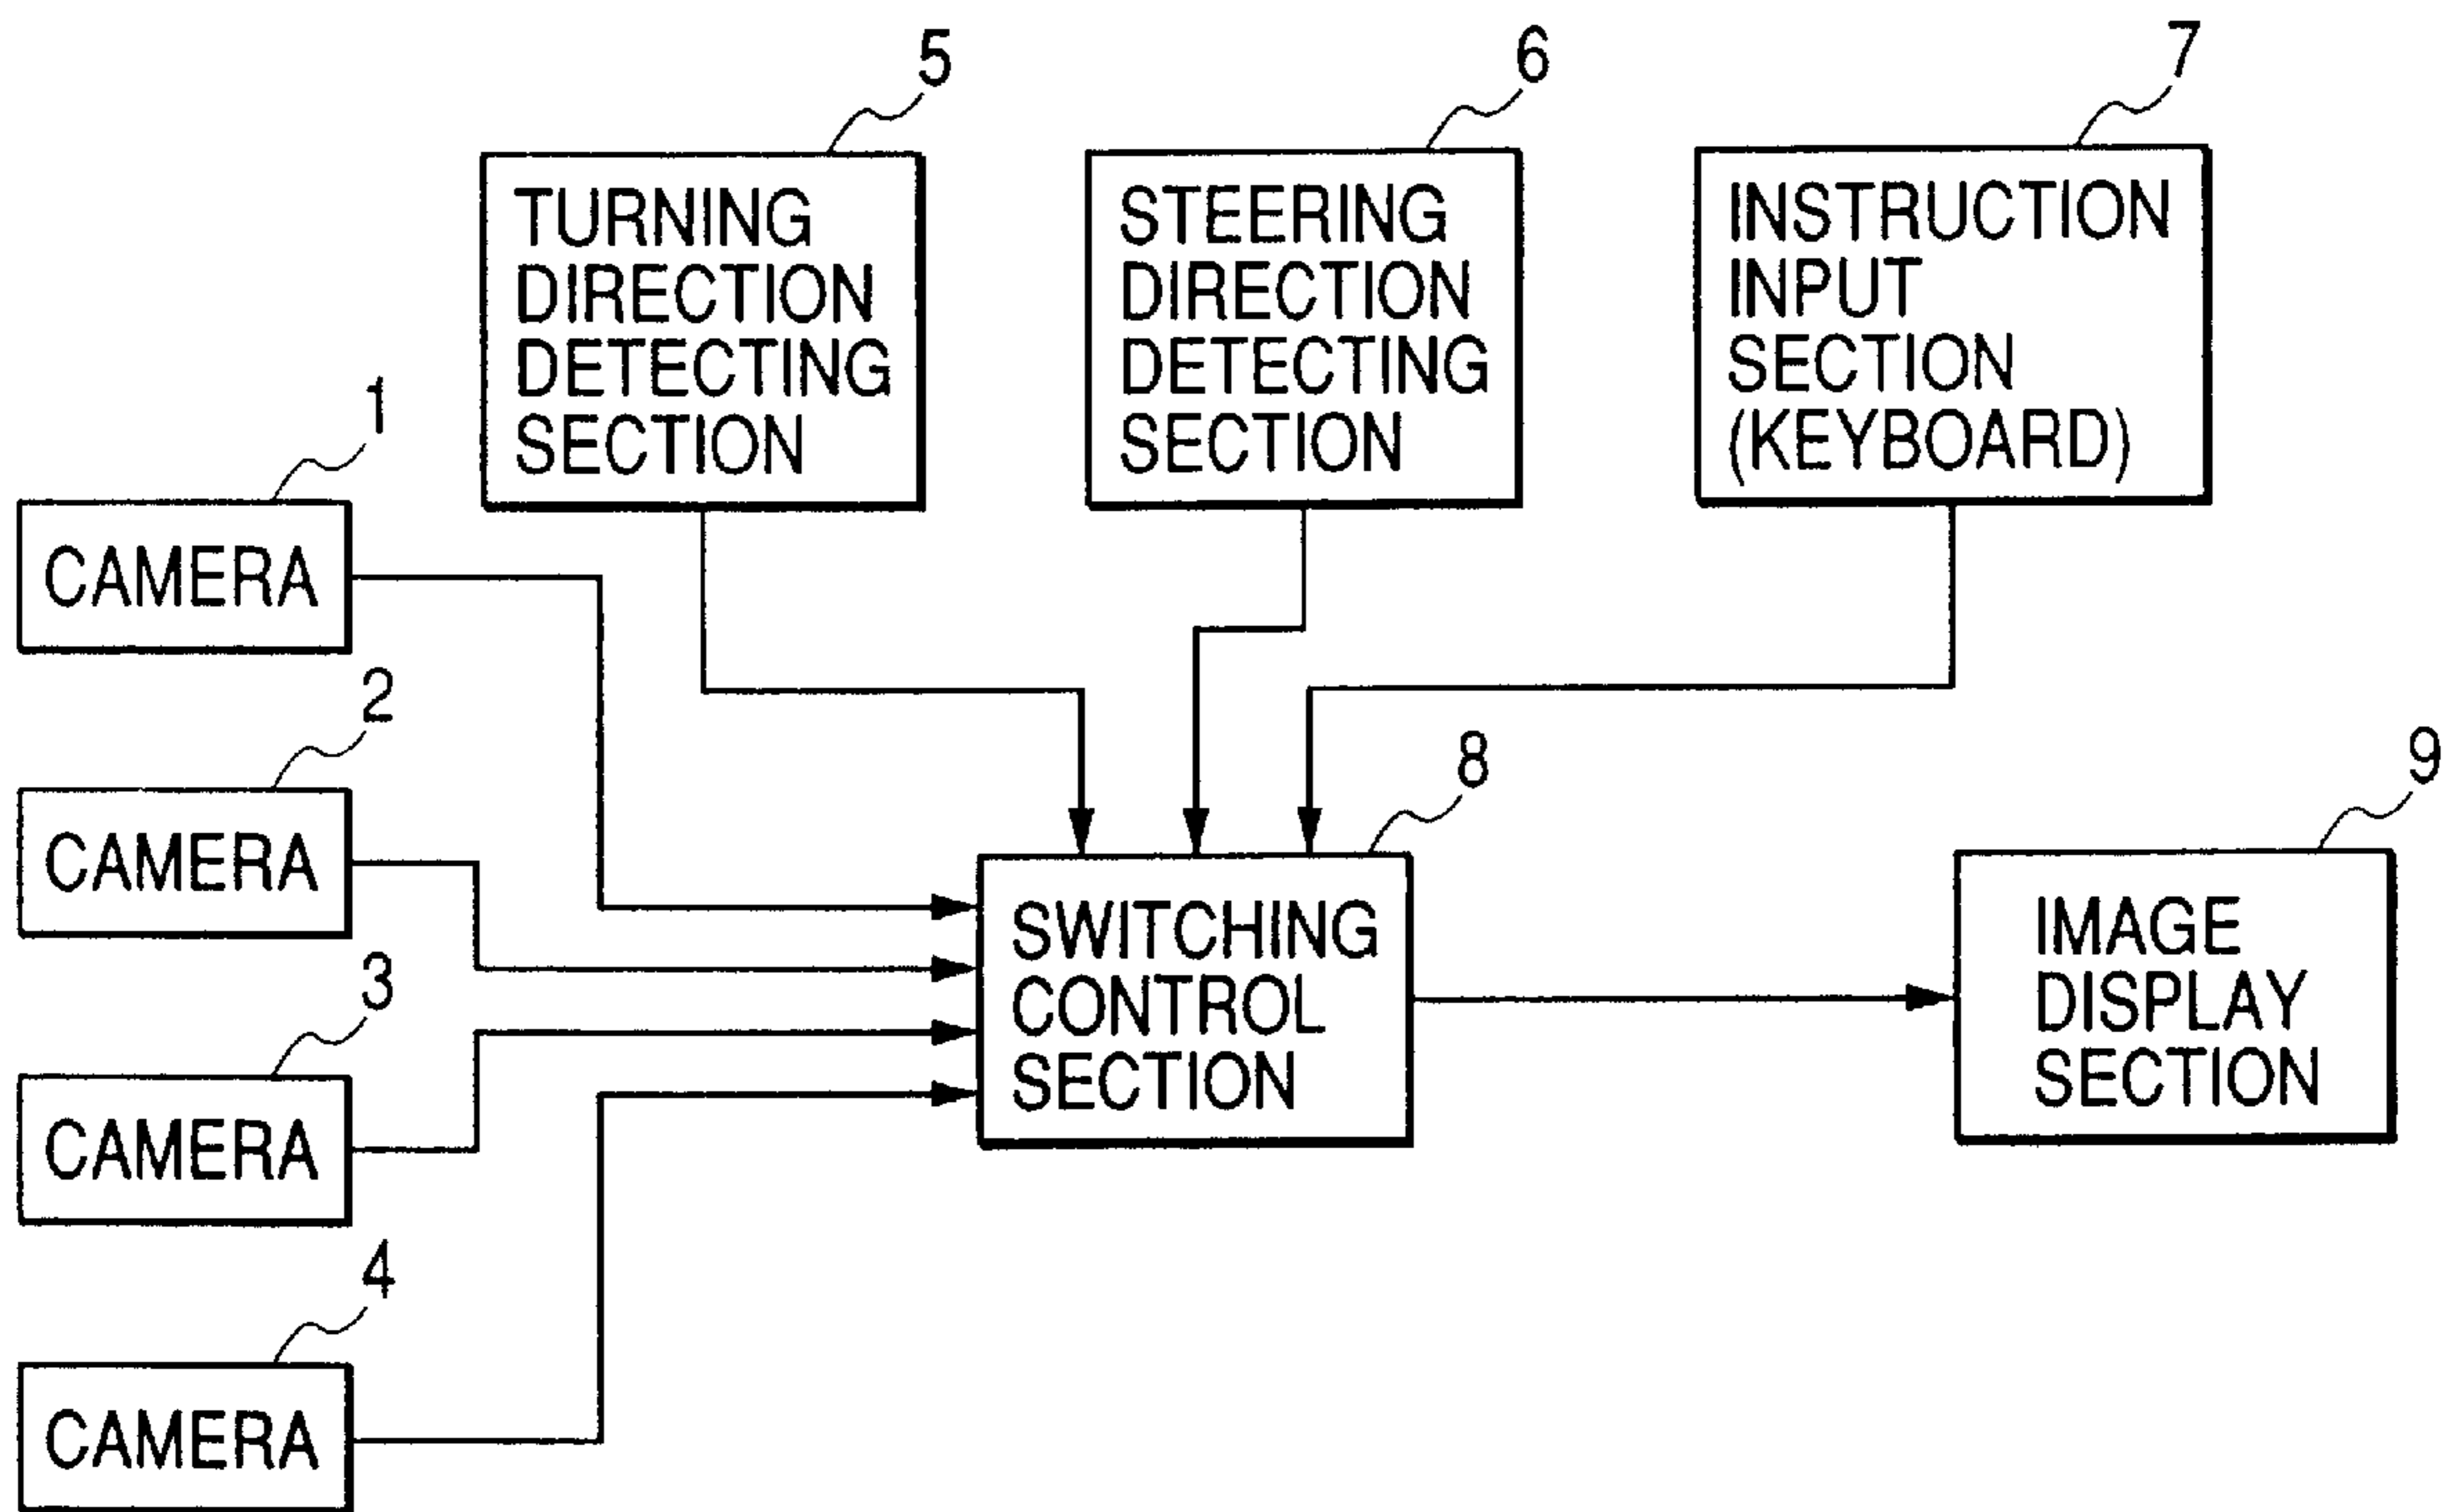 5
6
7
TURNING
DIRECTION
DETECTING
SECTION
STEERING
DIRECTION
DETECTING
SECTION
INSTRUCTION
INPUT
SECTION
(KEYBOARD)
1
CAMERA
2
CAMERA
3
CAMERA
4
CAMERA
8
SWITCHING
CONTROL
SECTION
9
IMAGE
DISPLAY
SECTION